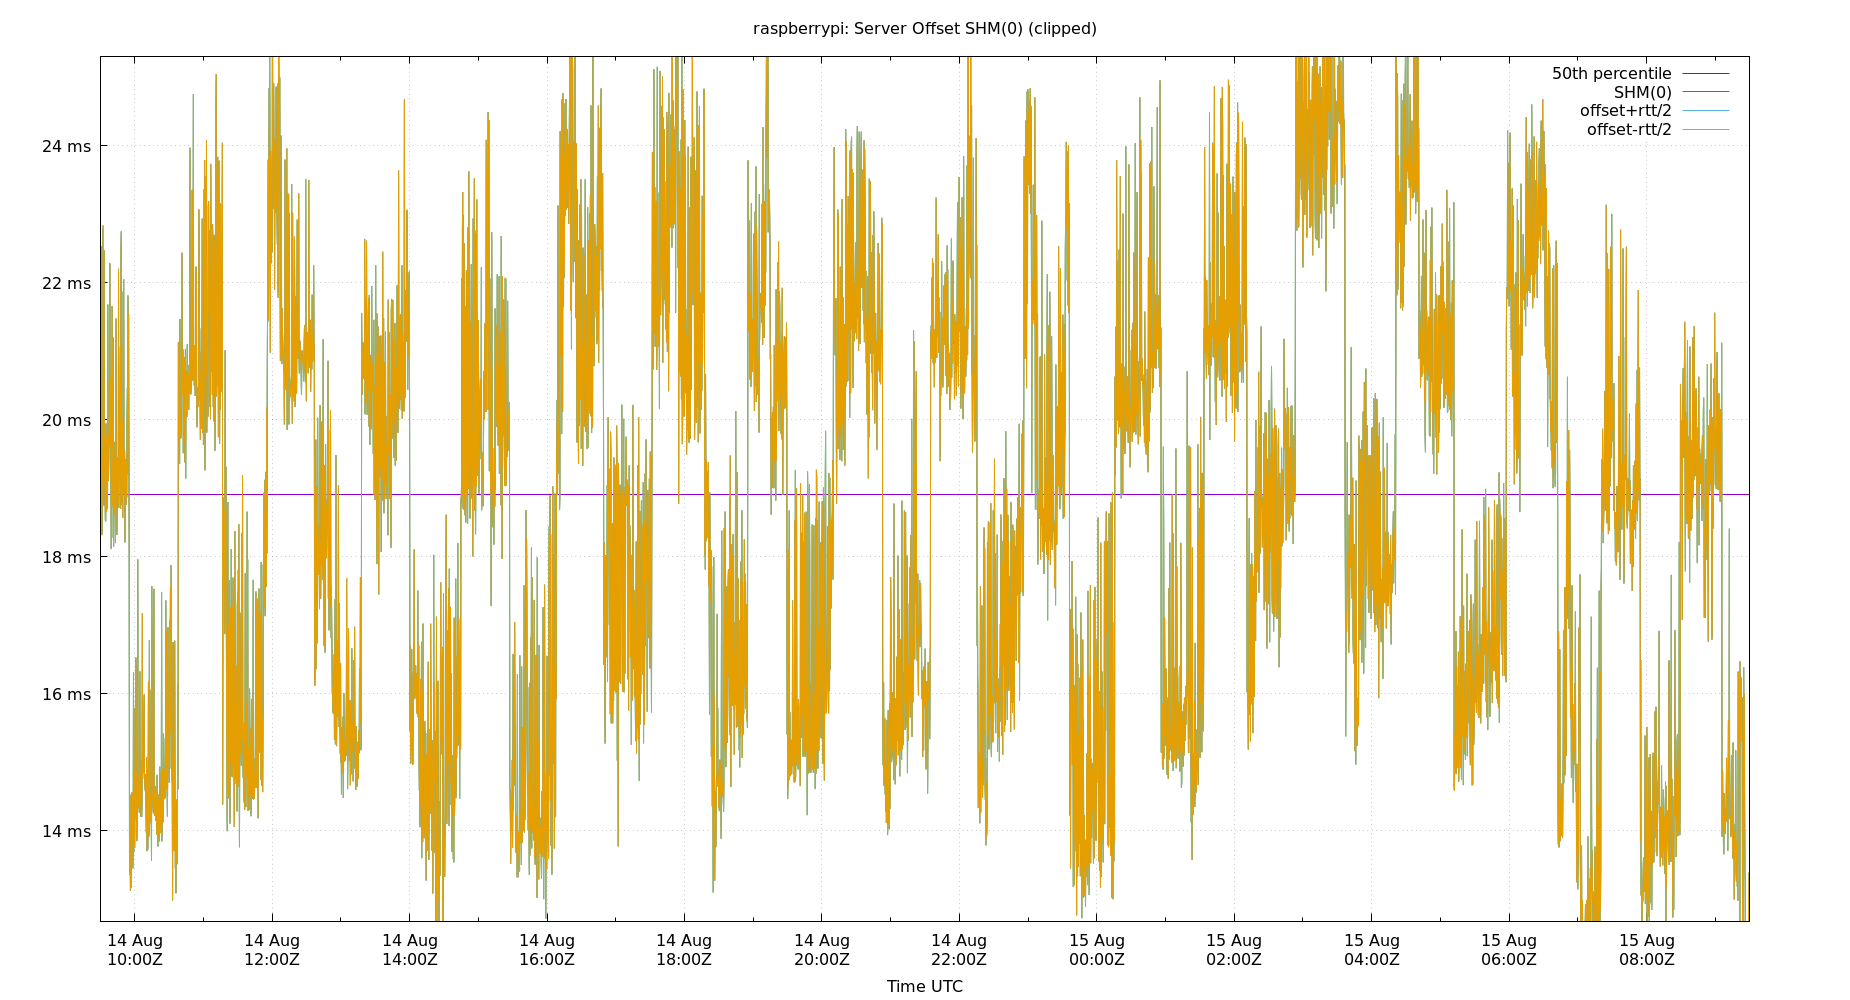 raspberrypi: Server Offset SHM(0) (clipped)
50th percentile
SHM(0)
offset+rtt/2
offset-rtt/2
24 ms
22 ms
20 ms
18 ms
16 ms
14 ms
14 Aug 14 Aug 14 Aug 14 Aug 14 Aug 14 Aug 14 Aug 15 Aug 15 Aug 15 Aug 15 Aug 15 Aug
10:00Z 12:00Z 14:00Z 16:00Z 18:00Z 20:00Z 22:00Z 00:00Z 02:00Z 04:00Z 06:00Z 08:00Z
Time UTC